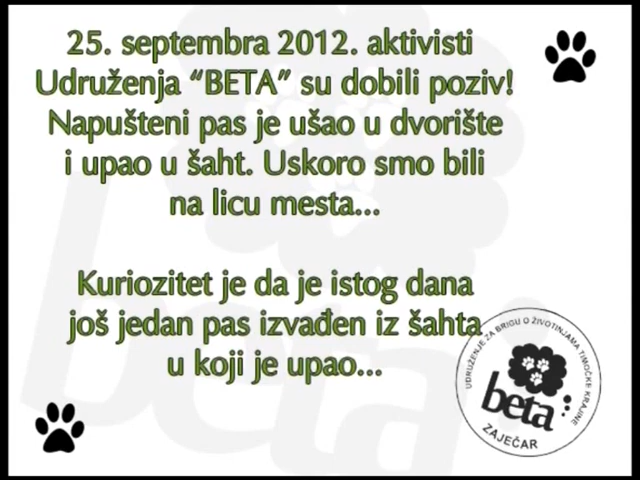 25. septembra 2012. aktivisti
Udruženja “BETA” su dobili poziv!
Napušteni pas je ušao u dvorište
i upao u šaht. Uskoro smo bili
na licu mesta...
Kuriozitet je da je istog dana
još jedan pas izvađen iz šahta
u koji je upao...
UDRUŽENJE ZA BRIGU O ŽIVOTINJAMA TIMOČKE KRAJINE
beta
ZAJEČAR
beta